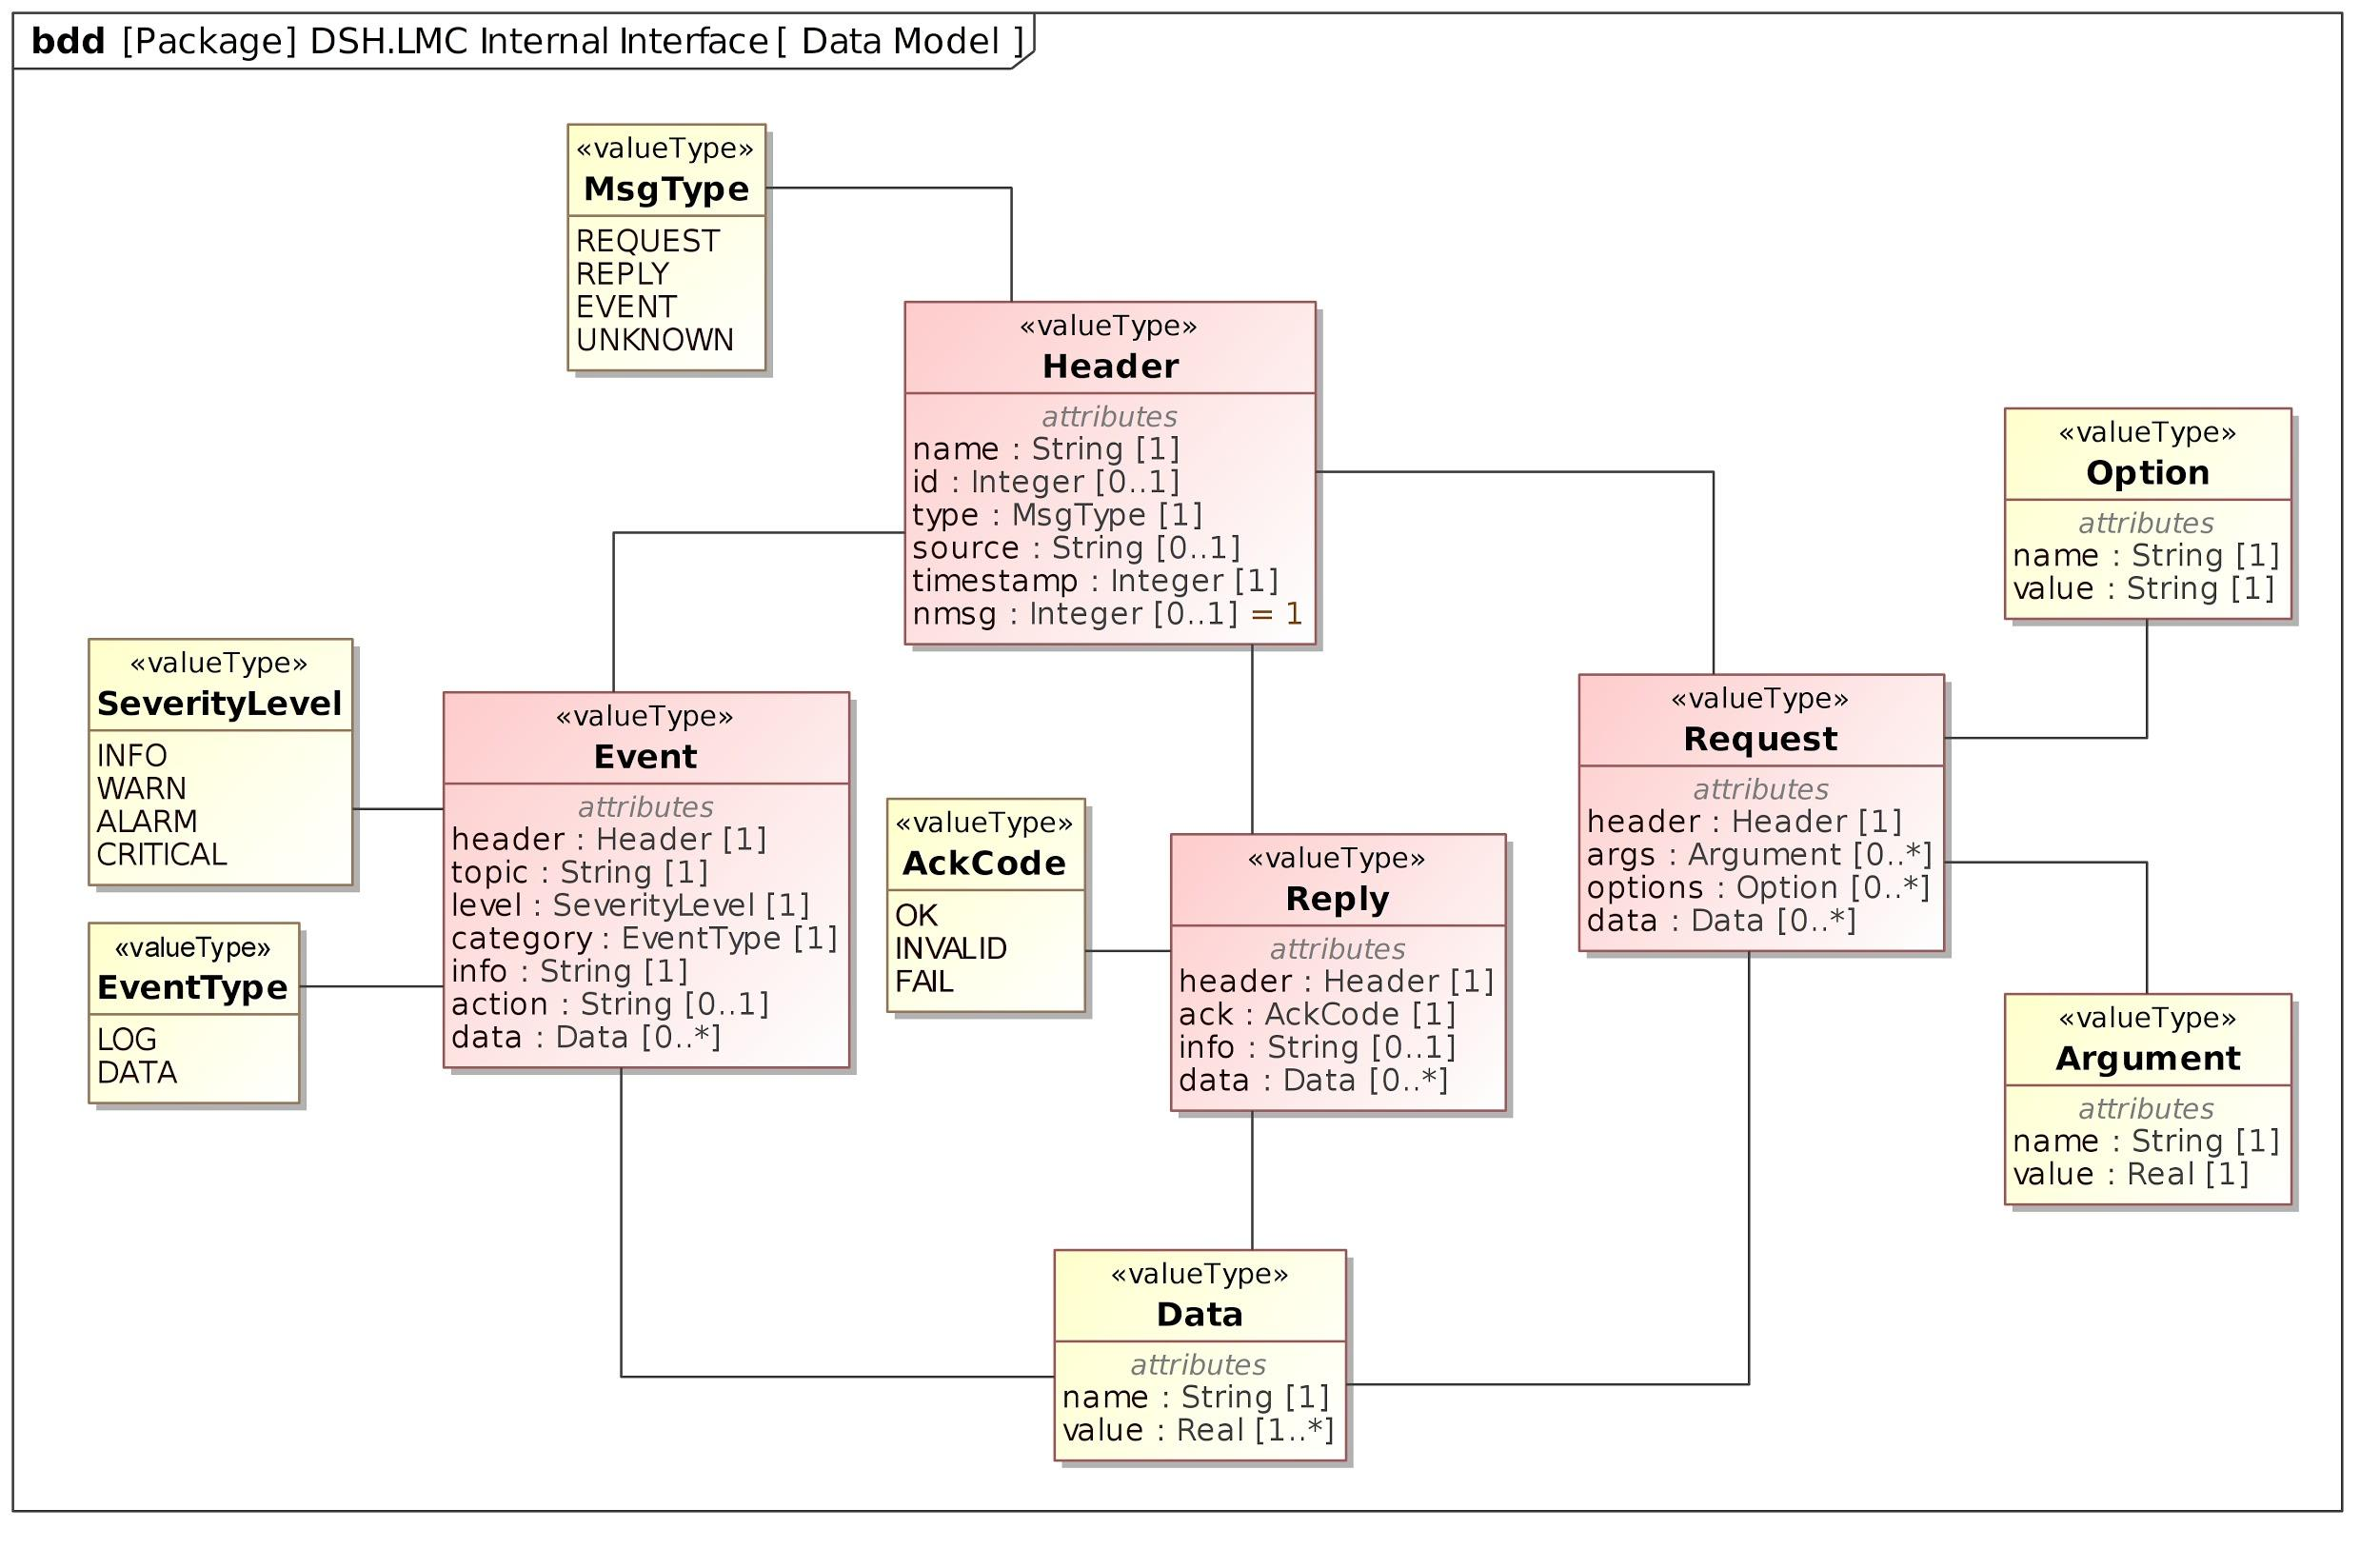 bdd [Package] DSH.LMC Internal Interface [ Data Model ]
«valueType»
MsgType
REQUEST
REPLY
EVENT
UNKNOWN
«valueType»
Header
attributes
name : String [1]
id : Integer [0..1]
type : MsgType [1]
source : String [0..1]
timestamp : Integer [1]
nmsg : Integer [0..1] = 1
«valueType»
Option
attributes
name : String [1]
value : String [1]
«valueType»
SeverityLevel
INFO
WARN
ALARM
CRITICAL
«valueType»
Event
attributes
header : Header [1]
topic : String [1]
level : SeverityLevel [1]
category : EventType [1]
info : String [1]
action : String [0..1]
data : Data [0..*]
«valueType»
Request
attributes
header : Header [1]
args : Argument [0..*]
options : Option [0..*]
data : Data [0..*]
«valueType»
AckCode
OK
INVALID
FAIL
«valueType»
Reply
attributes
header : Header [1]
ack : AckCode [1]
info : String [0..1]
data : Data [0..*]
«valueType»
EventType
LOG
DATA
«valueType»
Argument
attributes
name : String [1]
value : Real [1]
«valueType»
Data
attributes
name : String [1]
value : Real [1..*]